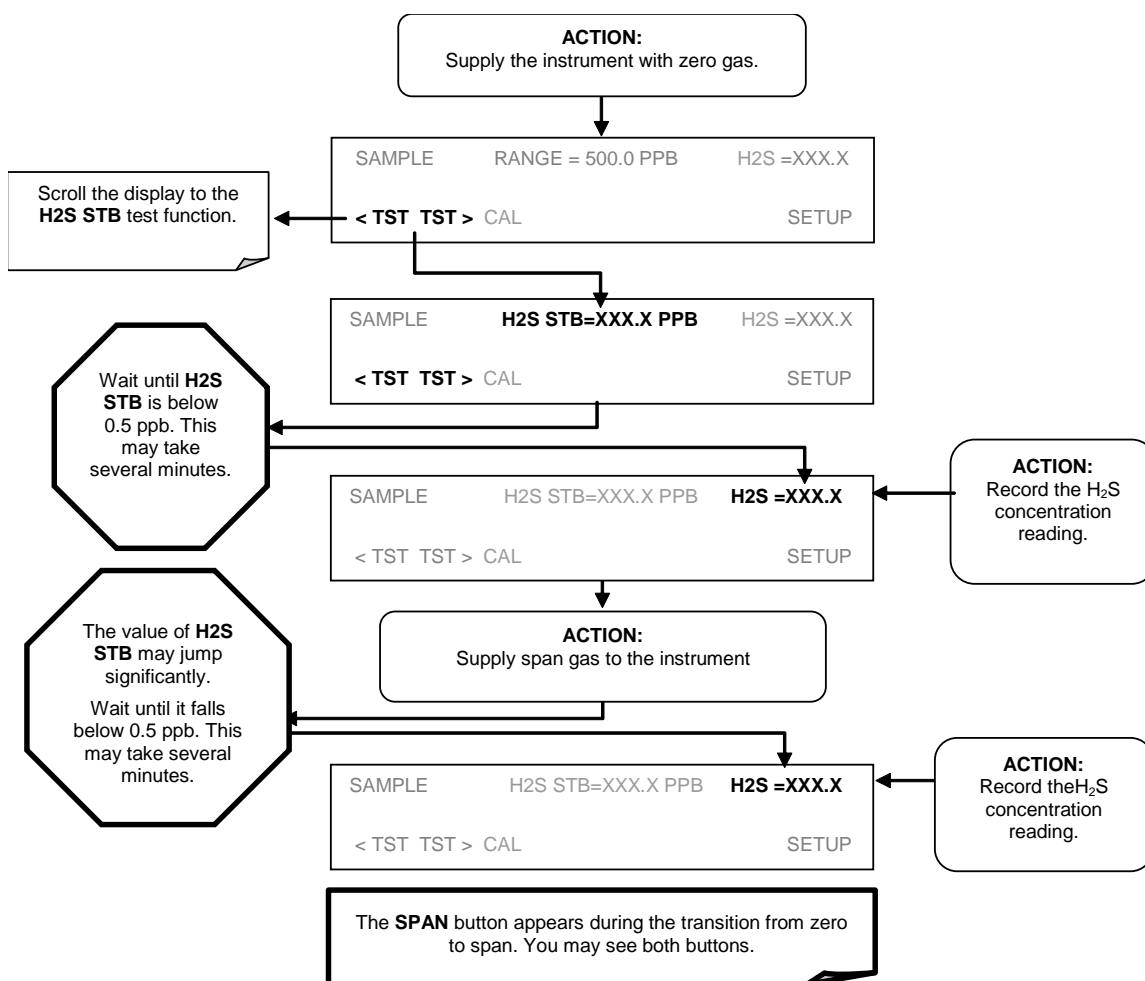 ACTION:
Supply the instrument with zero gas.
SAMPLE RANGE = 500.0 PPB H2S =XXX.X
< TST TST > CAL SETUP
Scroll the display to the
H2S STB test function.
SAMPLE H2S STB=XXX.X PPB H2S =XXX.X
< TST TST > CAL SETUP
Wait until H2S
STB is below
0.5 ppb. This
may take
several minutes.
SAMPLE H2S STB=XXX.X PPB H2S =XXX.X
< TST TST > CAL SETUP
ACTION:
Record the H₂S
concentration
reading.
ACTION:
Supply span gas to the instrument
The value of H2S
STB may jump
significantly.
Wait until it falls
below 0.5 ppb. This
may take several
minutes.
SAMPLE H2S STB=XXX.X PPB H2S =XXX.X
< TST TST > CAL SETUP
ACTION:
Record theH₂S
concentration
reading.
The SPAN button appears during the transition from zero
to span. You may see both buttons.